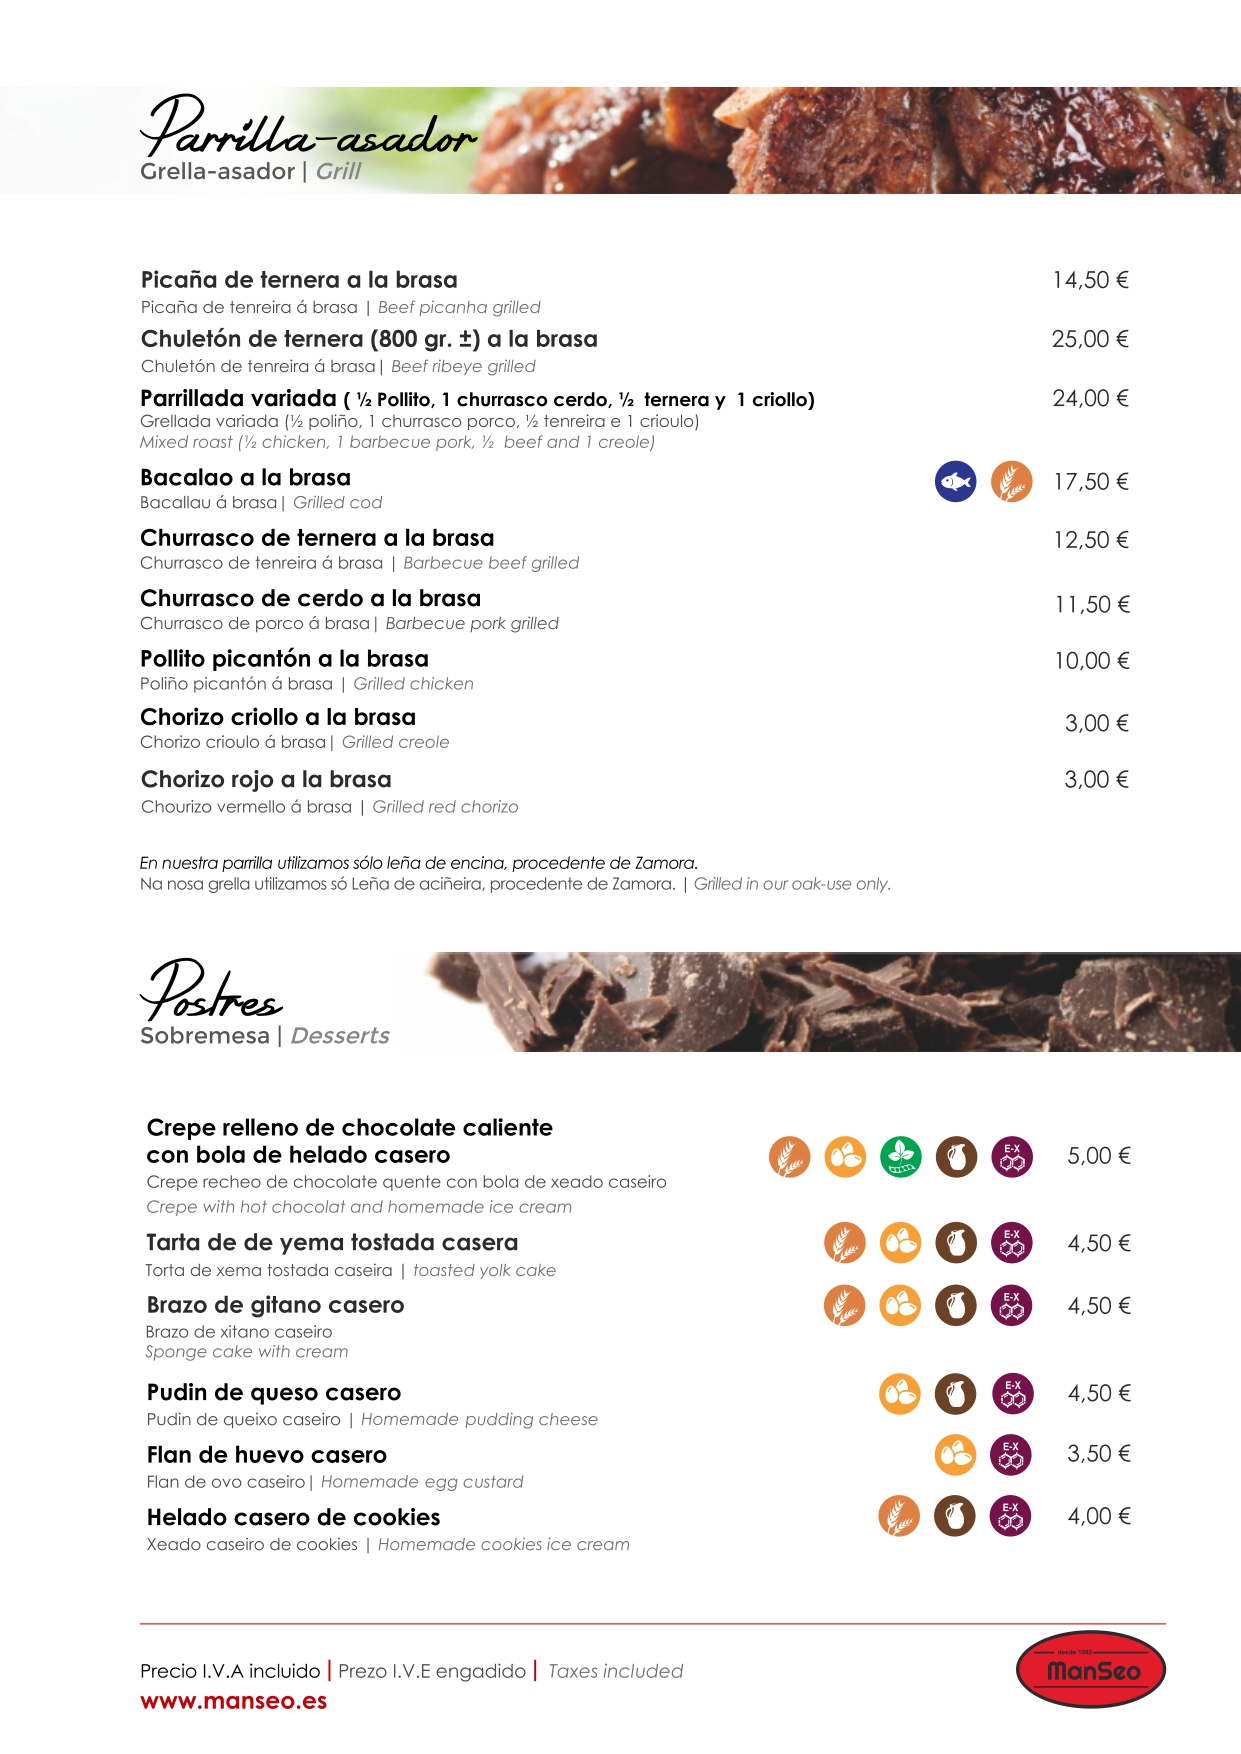 Parrilla-asador
Grella-asador | Grill
Picaña de ternera a la brasa 14,50 €
Picaña de tenreira á brasa | Beef picanha grilled
Chuletón de ternera (800 gr. ±) a la brasa 25,00 €
Chuletón de tenreira á brasa| Beef ribeye grilled
Parrillada variada ( ½ Pollito, 1 churrasco cerdo, ½ ternera y 1 criollo) 24,00 €
Grellada variada (½ poliño, 1 churrasco porco, ½ tenreira e 1 crioulo)
Mixed roast (½ chicken, 1 barbecue pork, ½ beef and 1 creole)
Bacalao a la brasa 17,50 €
Bacallau á brasa| Grilled cod
Churrasco de ternera a la brasa 12,50 €
Churrasco de tenreira á brasa | Barbecue beef grilled
Churrasco de cerdo a la brasa 11,50 €
Churrasco de porco á brasa| Barbecue pork grilled
Pollito picantón a la brasa 10,00 €
Poliño picantón á brasa | Grilled chicken
Chorizo criollo a la brasa 3,00 €
Chorizo crioulo á brasa| Grilled creole
Chorizo rojo a la brasa 3,00 €
Chourizo vermello á brasa | Grilled red chorizo
En nuestra parrilla utilizamos sólo leña de encina, procedente de Zamora.
Na nosa grella utilizamos só Leña de aciñeira, procedente de Zamora. | Grilled in our oak-use only.
Postres
Sobremesa | Desserts
Crepe relleno de chocolate caliente
con bola de helado casero E-X 5,00 €
Crepe recheo de chocolate quente con bola de xeado caseiro
Crepe with hot chocolat and homemade ice cream
Tarta de de yema tostada casera E-X 4,50 €
Torta de xema tostada caseira | toasted yolk cake
Brazo de gitano casero E-X 4,50 €
Brazo de xitano caseiro
Sponge cake with cream
Pudin de queso casero E-X 4,50 €
Pudin de queixo caseiro | Homemade pudding cheese
Flan de huevo casero E-X 3,50 €
Flan de ovo caseiro| Homemade egg custard
Helado casero de cookies E-X 4,00 €
Xeado caseiro de cookies | Homemade cookies ice cream
Precio I.V.A incluido | Prezo I.V.E engadido | Taxes included
www.manseo.es
desde 1982
ManSeo